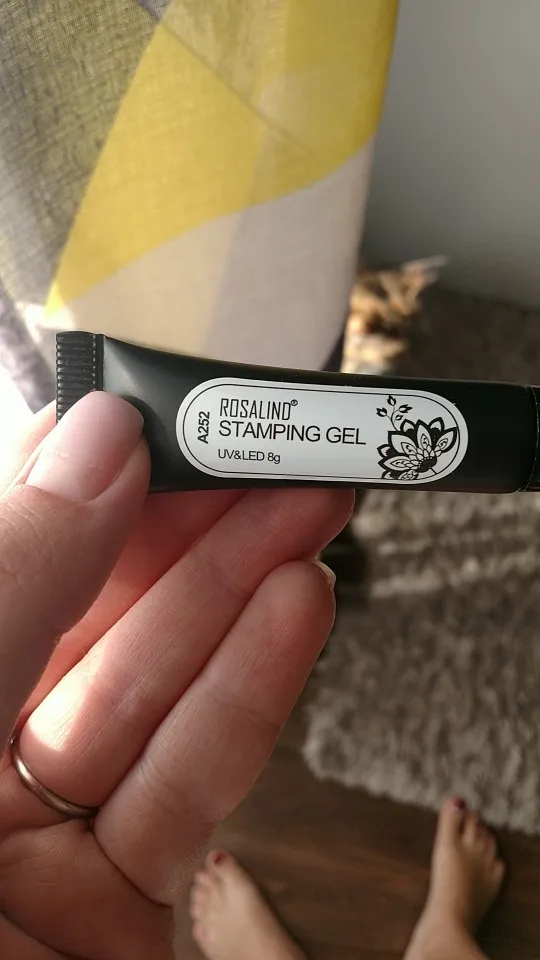 A252
ROSALIND®
STAMPING GEL
UV&LED 8g